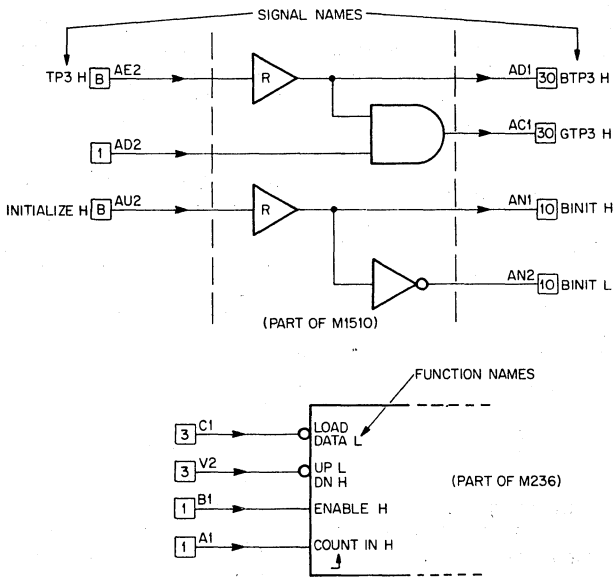 SIGNAL NAMES
TP3 H B AE2 R AD1 30 BTP3 H
AC1 30 GTP3 H
1 AD2
INITIALIZE H B AU2 R AN1 10 BINIT H
AN2 10 BINIT L
(PART OF M1510)
FUNCTION NAMES
3 C1 LOAD
DATA L
3 V2 UP L
DN H
(PART OF M236)
1 B1 ENABLE H
1 A1 COUNT IN H